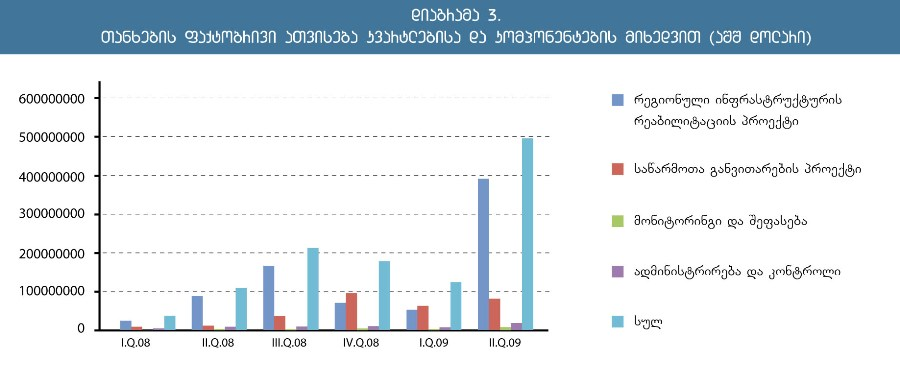 დიაგრამა 3.
თანხების ფაქტობრივი ათვისება კვარტლებისა და კომპონენტების მიხედვით (აშშ დოლარი)
600000000
500000000
400000000
300000000
200000000
100000000
0
I.Q.08
II.Q.08
III.Q.08
IV.Q.08
I.Q.09
II.Q.09
რეგიონული ინფრასტრუქტურის
რეაბილიტაციის პროექტი
საწარმოთა განვითარების პროექტი
მონიტორინგი და შეფასება
ადმინისტრირება და კონტროლი
სულ